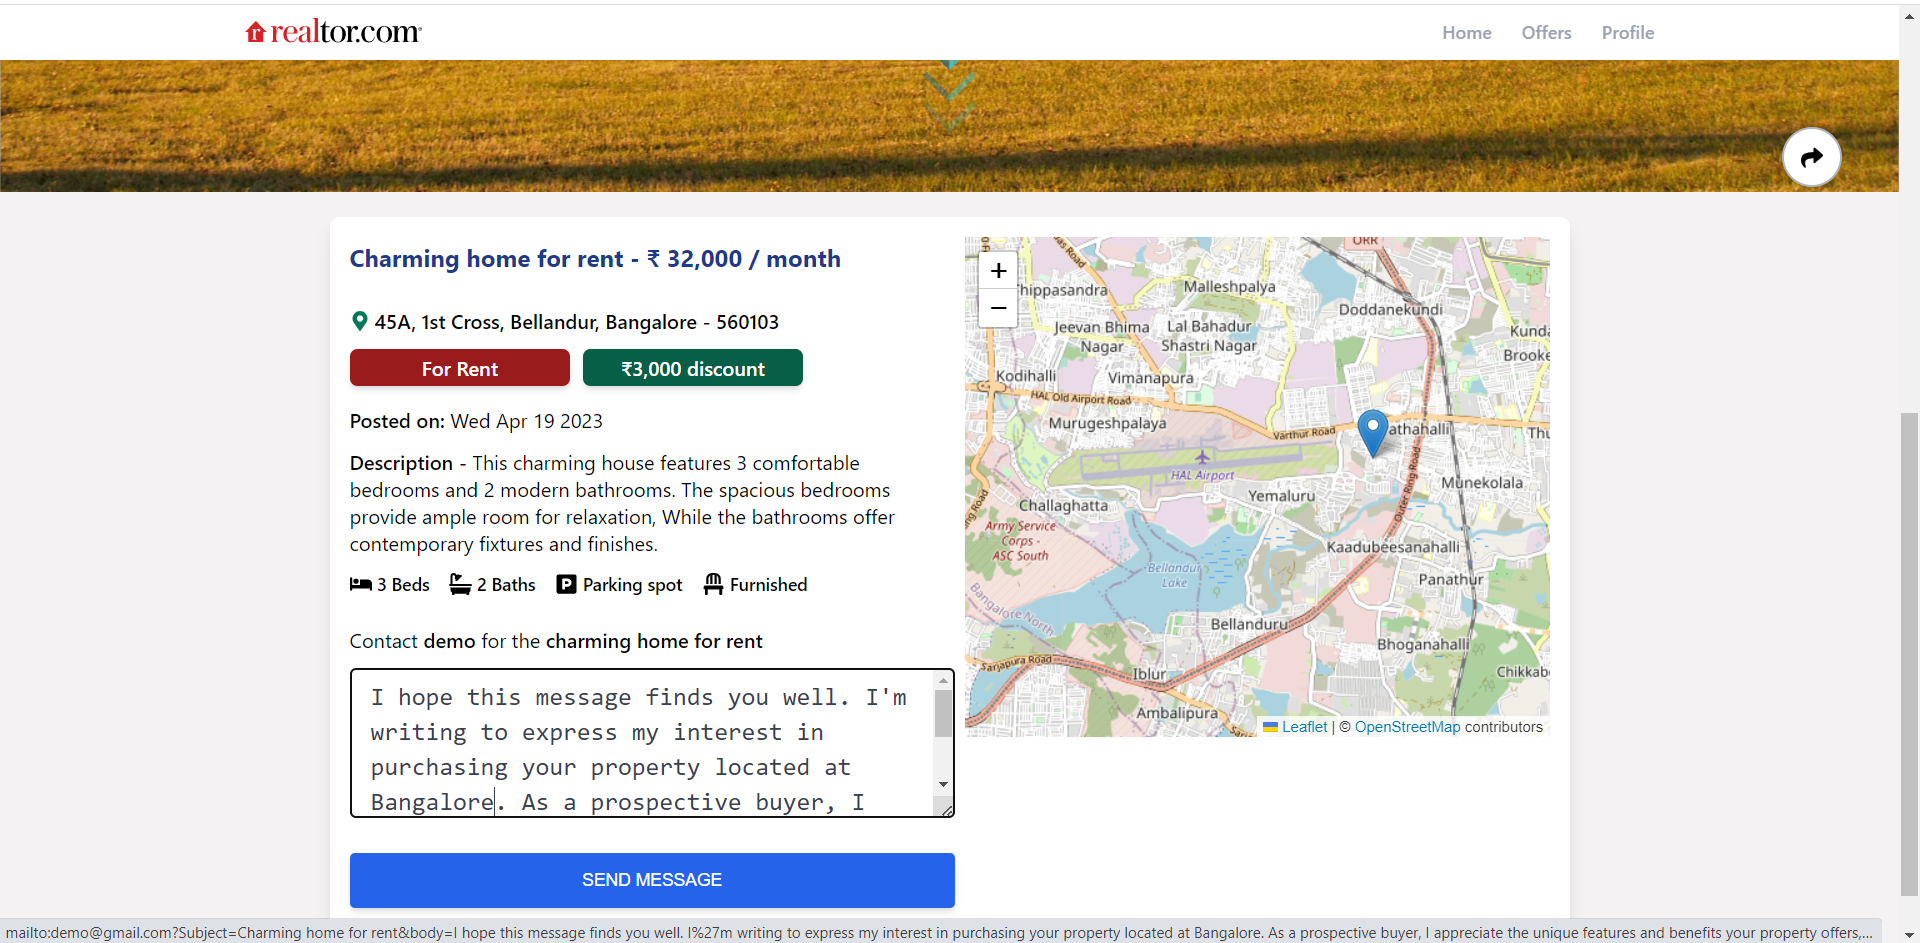 realtor.com
Home Offers Profile
Charming home for rent - ₹ 32,000 / month
45A, 1st Cross, Bellandur, Bangalore - 560103
For Rent
₹3,000 discount
Posted on: Wed Apr 19 2023
Description - This charming house features 3 comfortable
bedrooms and 2 modern bathrooms. The spacious bedrooms
provide ample room for relaxation, While the bathrooms offer
contemporary fixtures and finishes.
3 Beds 2 Baths Parking spot Furnished
Contact demo for the charming home for rent
I hope this message finds you well. I'm
writing to express my interest in
purchasing your property located at
Bangalore. As a prospective buyer, I
SEND MESSAGE
+
−
ORR
Thippasandra
Malleshpalya
Doddanekundi
Jeevan Bhima
Nagar
Lal Bahadur
Shastri Nagar
Kunda
Brooke
Kodihalli
Vimanapura
HAL Old Airport Road
Murugeshpalaya
Varthur Road
athahalli
Thu
HAL Airport
Yemaluru
Munekolala
Challaghatta
Outer Ring Road
Army Service
Corps -
ASC South
Kaadubeesanahalli
Bellandu
Lake
Panathur
Bangalore North
Bellanduru
Bhoganahalli
Sarjapura Road
Iblur
Chikkab
Ambalipura
Leaflet | © OpenStreetMap contributors
mailto:demo@gmail.com?Subject=Charming home for rent&body=I hope this message finds you well. I%27m writing to express my interest in purchasing your property located at Bangalore. As a prospective buyer, I appreciate the unique features and benefits your property offers,...